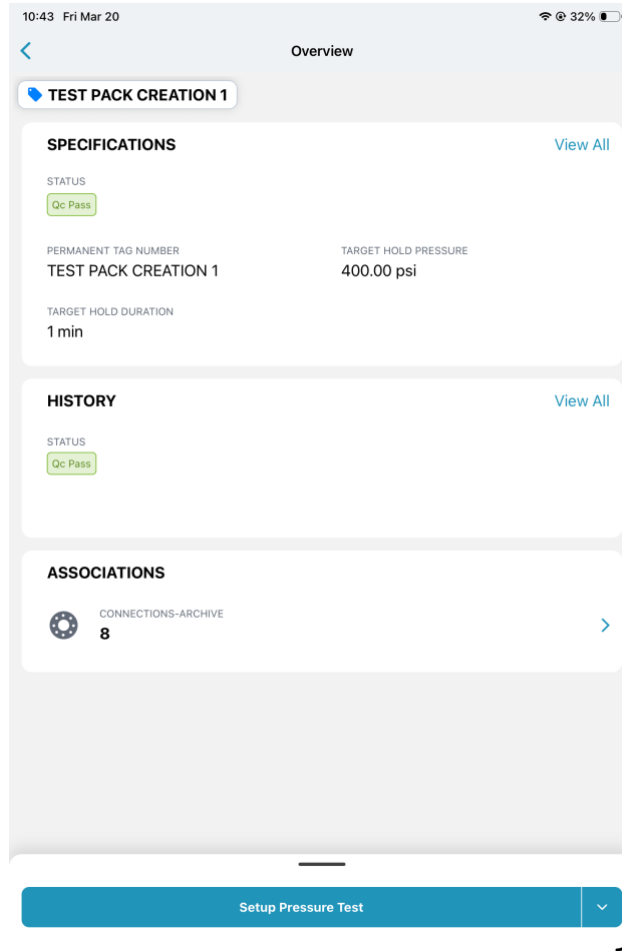 10:43 Fri Mar 20 32%
Overview
TEST PACK CREATION 1
SPECIFICATIONS View All
STATUS
Qc Pass
PERMANENT TAG NUMBER TARGET HOLD PRESSURE
TEST PACK CREATION 1 400.00 psi
TARGET HOLD DURATION
1 min
HISTORY View All
STATUS
Qc Pass
ASSOCIATIONS
CONNECTIONS-ARCHIVE
8
Setup Pressure Test